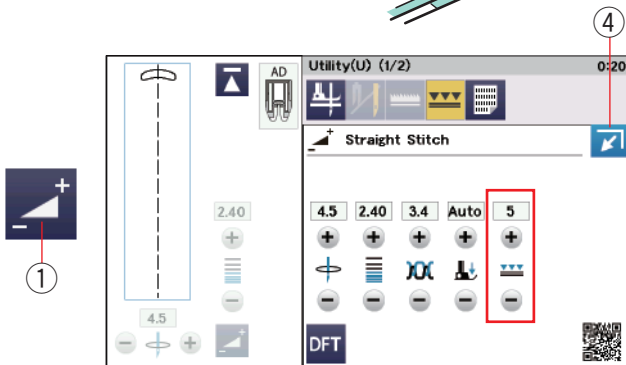 4
Utility(U) (1/2) 0:20
AD
Straight Stitch
+
-
1
2.40
4.5 2.40 3.4 Auto 5
4.5
DFT